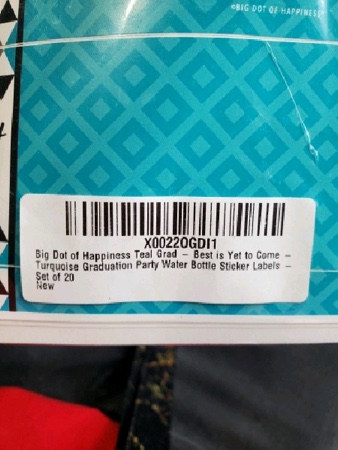 *BIG DOT OF HAPPINESS*
X00220GDI1
Big Dot of Happiness Teal Grad - Best is Yet to Come -
Turquoise Graduation Party Water Bottle Sticker Labels -
Set of 20
New